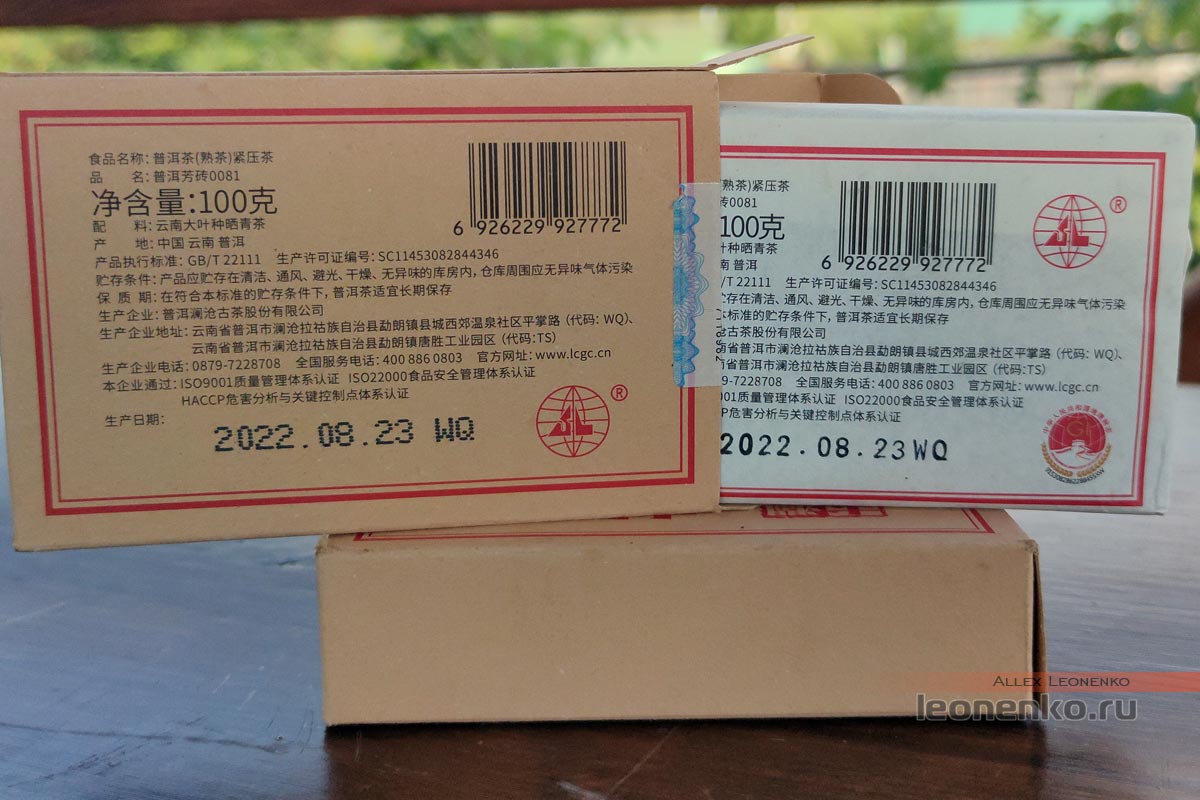 食品名称：普洱茶(熟茶)紧压茶
品　　名：普洱芳砖0081
净含量:100克
配　　料：云南大叶种晒青茶
产　　地：中国 云南 普洱
产品执行标准：GB/T 22111 生产许可证编号：SC11453082844346
贮存条件：产品应贮存在清洁、通风、避光、干燥、无异味的库房内，仓库周围应无异味气体污染
保 质 期：在符合本标准的贮存条件下，普洱茶适宜长期保存
生产企业：普洱澜沧古茶股份有限公司
生产企业地址：云南省普洱市澜沧拉祜族自治县勐朗镇县城西郊温泉社区平掌路（代码：WQ）、
云南省普洱市澜沧拉祜族自治县勐朗镇唐胜工业园区（代码:TS）
生产企业电话：0879-7228708 全国服务电话：400 886 0803 官方网址：www.lcgc.cn
本企业通过：ISO9001质量管理体系认证 ISO22000食品安全管理体系认证
HACCP危害分析与关键控制点体系认证
生产日期：
2022.08.23 WQ
6 926229 927772
®
(熟茶)紧压茶
砖0081
100克
叶种晒青茶
南 普洱
/T 22111 生产许可证编号：SC11453082844346
贮存在清洁、通风、避光、干燥、无异味的库房内，仓库周围应无异味气体污染
本标准的贮存条件下，普洱茶适宜长期保存
沧古茶股份有限公司
南省普洱市澜沧拉祜族自治县勐朗镇县城西郊温泉社区平掌路（代码：WQ）、
南省普洱市澜沧拉祜族自治县勐朗镇唐胜工业园区（代码:TS）
9-7228708 全国服务电话：400 886 0803 官方网址：www.lcgc.cn
001质量管理体系认证 ISO22000食品安全管理体系认证
CP危害分析与关键控制点体系认证
2022.08.23WQ
6 926229 927772
®
Allex Leonenko
leonenko.ru